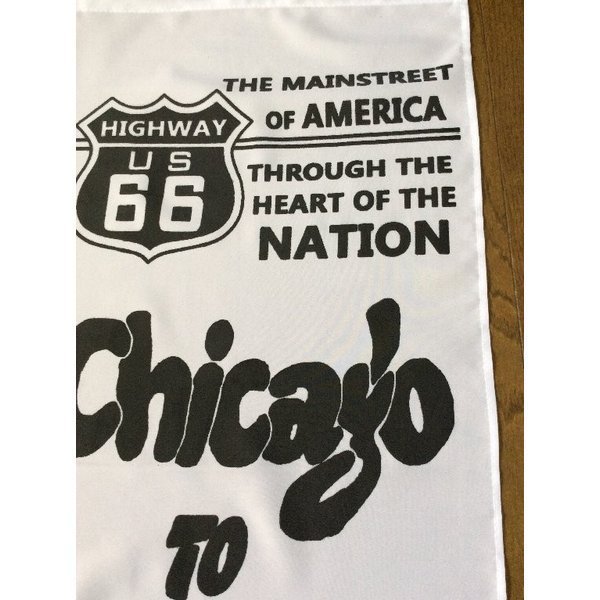 HIGHWAY
US
66
THE MAINSTREET
OF AMERICA
THROUGH THE
HEART OF THE
NATION
Chicago
TO